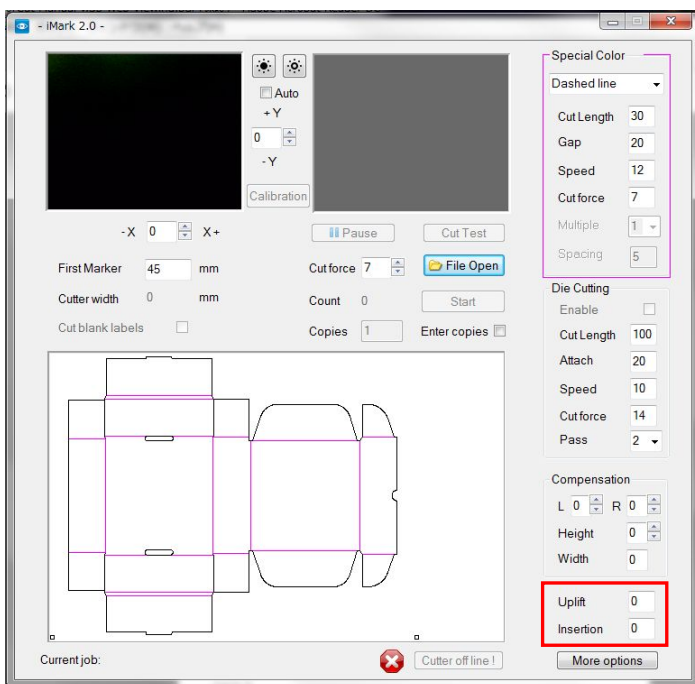 - iMark 2.0 -
Auto
+ Y
0
- Y
Calibration
- X 0 X +
Pause
Cut Test
First Marker 45 mm
Cut force 7
File Open
Cutter width 0 mm
Count 0
Start
Cut blank labels
Copies 1
Enter copies
Current job:
Cutter off line !
Special Color
Dashed line
Cut Length 30
Gap 20
Speed 12
Cut force 7
Multiple 1
Spacing 5
Die Cutting
Enable
Cut Length 100
Attach 20
Speed 10
Cut force 14
Pass 2
Compensation
L 0 R 0
Height 0
Width 0
Uplift 0
Insertion 0
More options